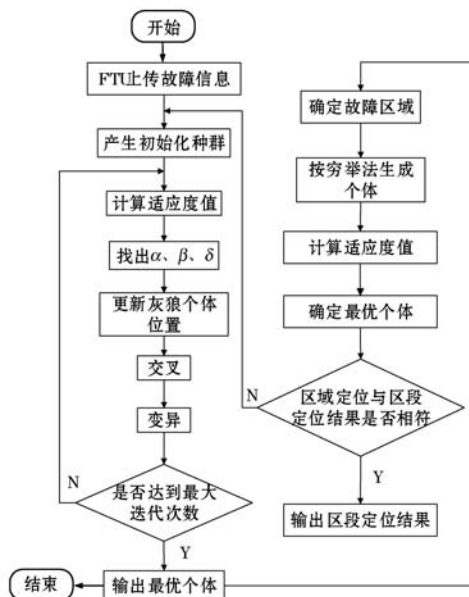 开始
FTU上传故障信息
产生初始化种群
计算适应度值
找出α、β、δ
更新灰狼个体
位置
交叉
变异
N
是否达到最大
迭代次数
Y
结束
输出最优个体
确定故障区域
按穷举法生成
个体
计算适应度值
确定最优个体
N
区域定位与区段
定位结果是否相符
Y
输出区段定位结果